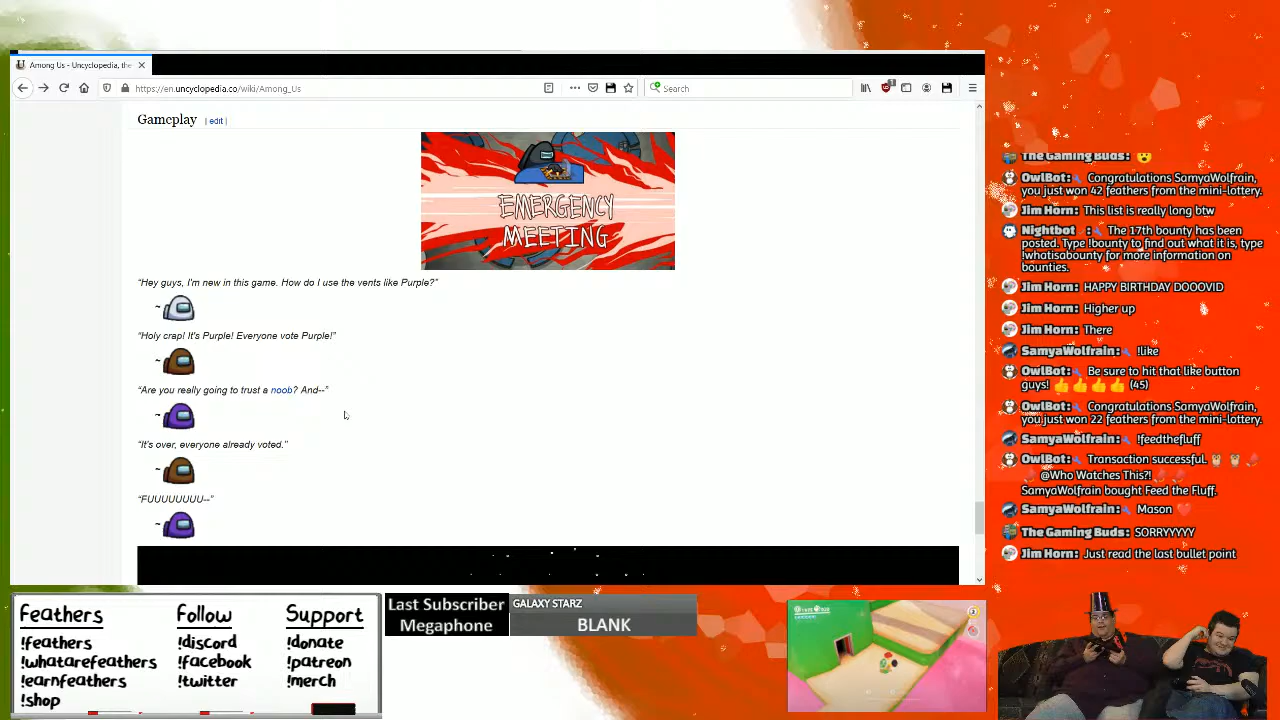 Among Us - Uncyclopedia, the
https://en.uncyclopedia.co/wiki/Among_Us
Search
Gameplay [ edit ]
EMERGENCY
MEETING
“Hey guys, I'm new in this game. How do I use the vents like Purple?”
~
“Holy crap! It's Purple! Everyone vote Purple!”
~
“Are you really going to trust a noob? And--”
~
“It's over, everyone already voted.”
~
“FUUUUUUUU--”
~
The Gaming Buds: 
OwlBot: Congratulations SamyaWolfrain,
you just won 42 feathers from the mini-lottery.
Jim Horn: This list is really long btw
Nightbot : The 17th bounty has been
posted. Type !bounty to find out what it is, type
!whatisabounty for more information on
bounties.
Jim Horn: HAPPY BIRTHDAY DOOOVID
Jim Horn: Higher up
Jim Horn: There
SamyaWolfrain: !like
OwlBot: Be sure to hit that like button
guys! 👍👍👍👍 (45)
OwlBot: Congratulations SamyaWolfrain,
you just won 22 feathers from the mini-lottery.
SamyaWolfrain: !feedthefluff
OwlBot: Transaction successful.
@Who Watches This?!
SamyaWolfrain bought Feed the Fluff.
SamyaWolfrain: Mason
The Gaming Buds: SORRYYYYY
Jim Horn: Just read the last bullet point
feathers
!feathers
!whatarefeathers
!earnfeathers
!shop
Follow
!discord
!facebook
!twitter
Support
!donate
!patreon
!merch
Last Subscriber
Megaphone
GALAXY STARZ
BLANK